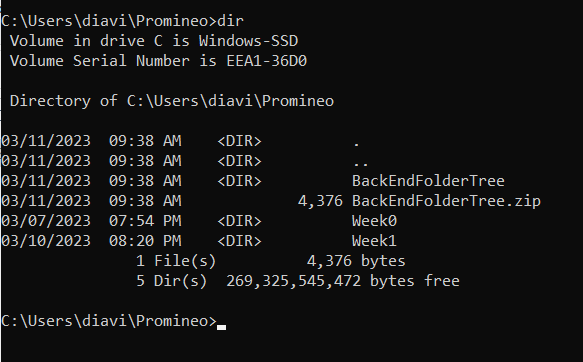 C:\Users\diavi\Promineo>dir
Volume in drive C is Windows-SSD
Volume Serial Number is EEA1-36D0
Directory of C:\Users\diavi\Promineo
03/11/2023  09:38 AM    <DIR>          .
03/11/2023  09:38 AM    <DIR>          ..
03/11/2023  09:38 AM    <DIR>          BackEndFolderTree
03/11/2023  09:38 AM             4,376 BackEndFolderTree.zip
03/07/2023  07:54 PM    <DIR>          Week0
03/10/2023  08:20 PM    <DIR>          Week1
1 File(s)          4,376 bytes
5 Dir(s)  269,325,545,472 bytes free
C:\Users\diavi\Promineo>